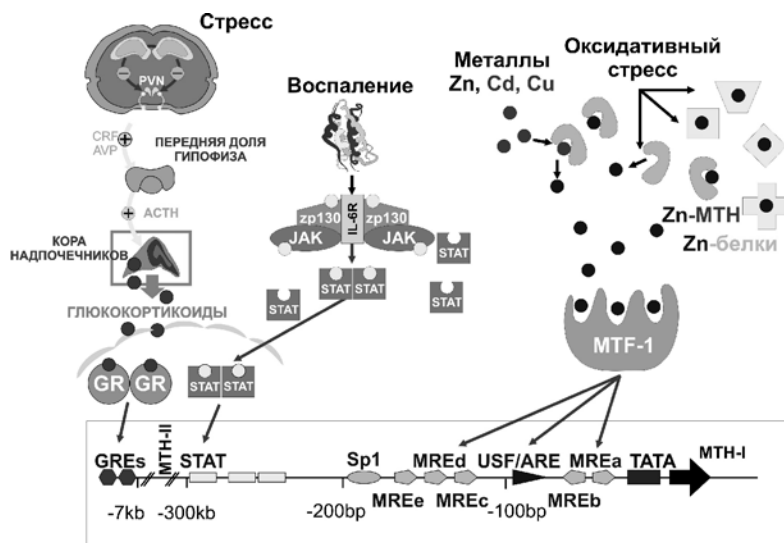 Стресс
PVN
CRF
AVP
ПЕРЕДНЯЯ ДОЛЯ
ГИПОФИЗА
ACTH
КОРА
НАДПОЧЕЧНИКОВ
ГЛЮКОКОРТИКОИДЫ
GR GR
Воспаление
zp130 IL-6R zp130
JAK JAK
STAT
STAT STAT
STAT
STAT
STAT STAT
Металлы
Zn, Cd, Cu
Оксидативный
стресс
Zn-MTH
Zn-белки
MTF-1
GREs MTH-II STAT Sp1 MREd USF/ARE MREa TATA MTH-I
MREe MREc MREb
-7kb -300kb -200bp -100bp